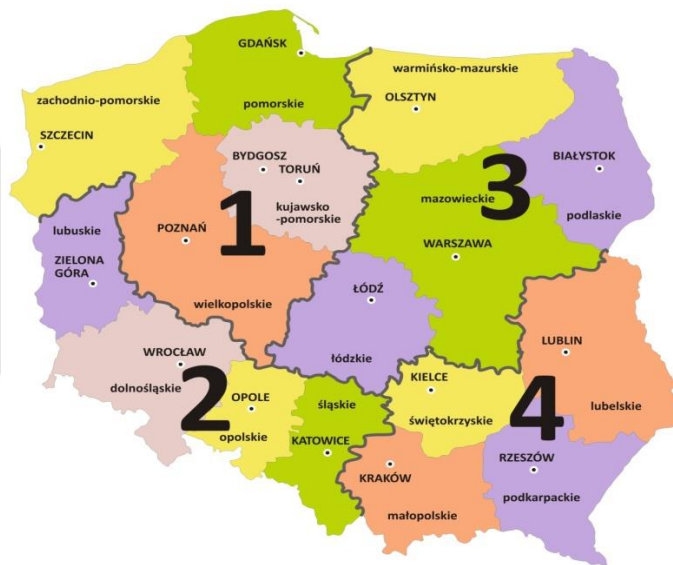 GDAŃSK
pomorskie
zachodnio-pomorskie
SZCZECIN
warmińsko-mazurskie
OLSZTYN
BYDGOSZ
TORUŃ
kujawsko
-pomorskie
1
POZNAŃ
wielkopolskie
lubuskie
ZIELONA
GÓRA
3
BIAŁYSTOK
podlaskie
mazowieckie
WARSZAWA
ŁÓDŹ
łódzkie
WROCŁAW
dolnośląskie
2
OPOLE
opolskie
śląskie
KATOWICE
KIELCE
świętokrzyskie
4
LUBLIN
lubelskie
KRAKÓW
małopolskie
RZESZÓW
podkarpackie